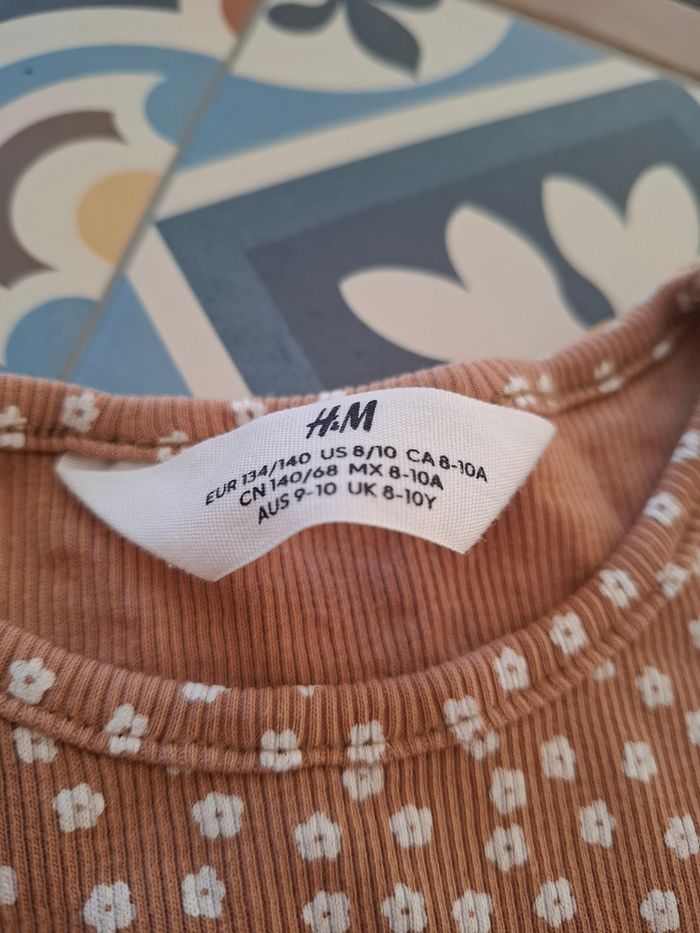 H&M
EUR 134/140 US 8/10 CA 8-10A
CN 140/68 MX 8-10A
AUS 9-10 UK 8-10Y